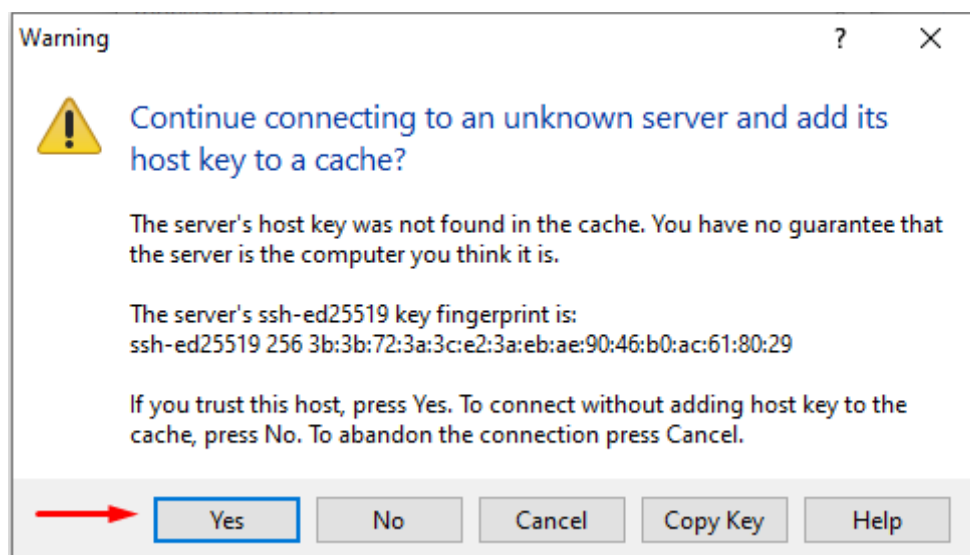 Warning
?
Continue connecting to an unknown server and add its
host key to a cache?
The server's host key was not found in the cache. You have no guarantee that
the server is the computer you think it is.
The server's ssh-ed25519 key fingerprint is:
ssh-ed25519 256 3b:3b:72:3a:3c:e2:3a:eb:ae:90:46:b0:ac:61:80:29
If you trust this host, press Yes. To connect without adding host key to the
cache, press No. To abandon the connection press Cancel.
Yes
No
Cancel
Copy Key
Help